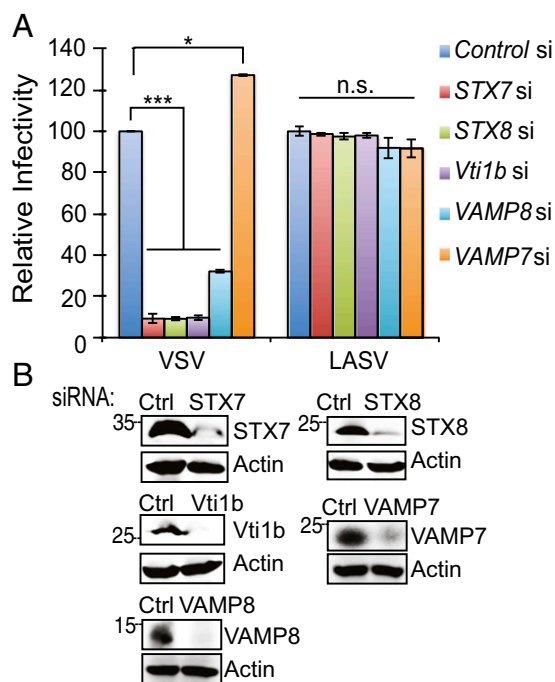 A
Relative Infectivity
140
120
100
80
60
40
20
0
*
***
n.s.
VSV
LASV
Control si
STX7 si
STX8 si
Vti1b si
VAMP8 si
VAMP7 si
B
siRNA:
Ctrl STX7
35
STX7
Actin
Ctrl STX8
25
STX8
Actin
Ctrl Vti1b
25
Vti1b
Actin
Ctrl VAMP7
25
VAMP7
Actin
Ctrl VAMP8
15
VAMP8
Actin